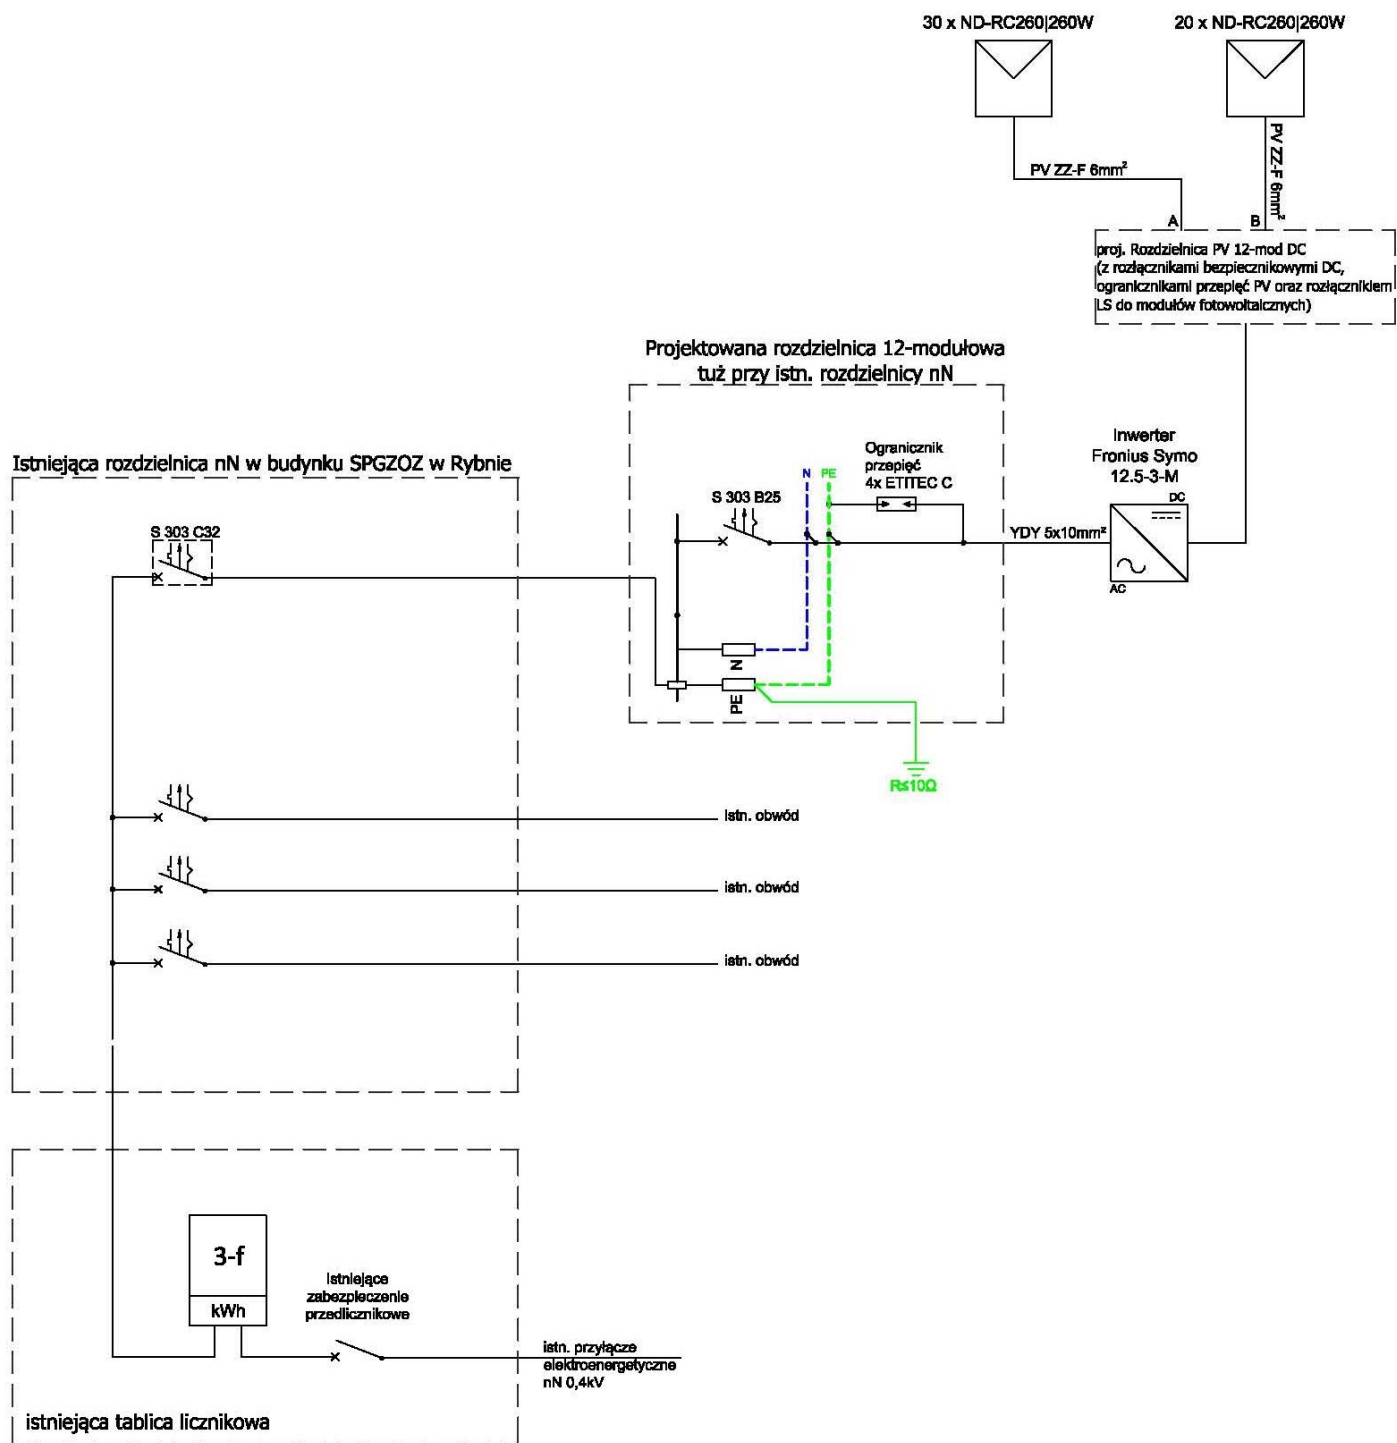 30 x ND-RC260|260W
20 x ND-RC260|260W
PV ZZ-F 6mm²
PV ZZ-F 6mm²
A
B
proj. Rozdzielnica PV 12-mod DC
(z rozłącznikami bezpiecznikowymi DC,
ogranicznikami przepięć PV oraz rozłącznikiem
LS do modułów fotowoltaicznych)
Projektowana rozdzielnica 12-modułowa
tuż przy istn. rozdzielnicy nN
Inwerter
Fronius Symo
12.5-3-M
DC
AC
YDY 5x10mm²
Ogranicznik
przepięć
4x ETITEC C
N
PE
S 303 B25
N
PE
R≤10Ω
Istniejąca rozdzielnica nN w budynku SPGZOZ w Rybnie
S 303 C32
istn. obwód
istn. obwód
istn. obwód
3-f
kWh
istniejące
zabezpieczenie
przedlicznikowe
istn. przyłącze
elektroenergetyczne
nN 0,4kV
istniejąca tablica licznikowa